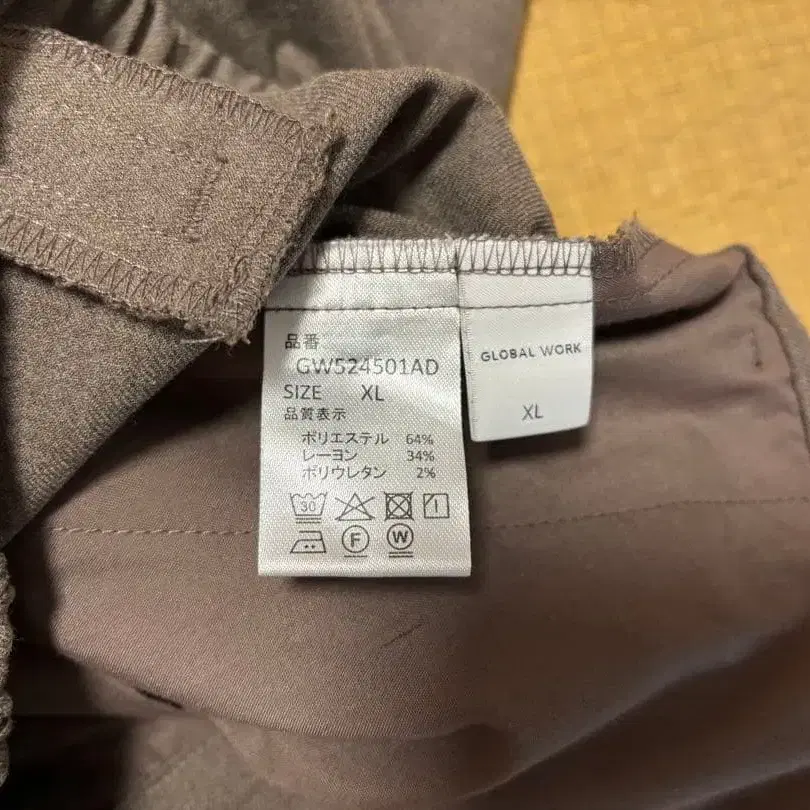 品番
GW524501AD
SIZE XL
品質表示
ポリエステル 64%
レーヨン 34%
ポリウレタン 2%
30
F W
GLOBAL WORK
XL